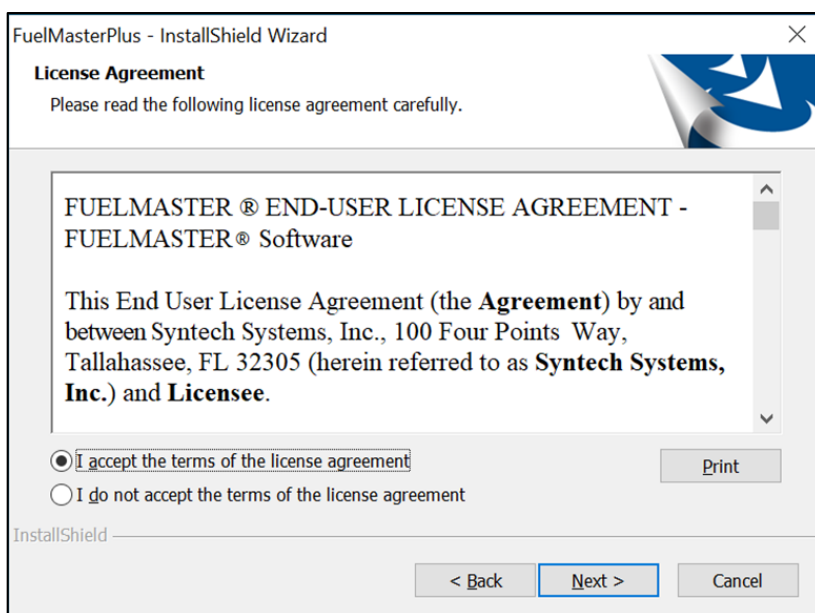 FuelMasterPlus - InstallShield Wizard
License Agreement
Please read the following license agreement carefully.
FUELMASTER ® END-USER LICENSE AGREEMENT -
FUELMASTER® Software
This End User License Agreement (the Agreement) by and
between Syntech Systems, Inc., 100 Four Points  Way,
Tallahassee, FL 32305 (herein referred to as Syntech Systems,
Inc.) and Licensee.
I accept the terms of the license agreement
Print
I do not accept the terms of the license agreement
InstallShield
< Back
Next >
Cancel